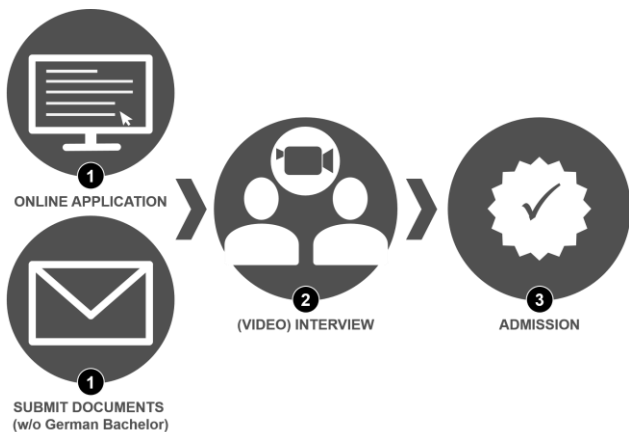 1
ONLINE APPLICATION
1
SUBMIT DOCUMENTS
(w/o German Bachelor)
2
(VIDEO) INTERVIEW
3
ADMISSION